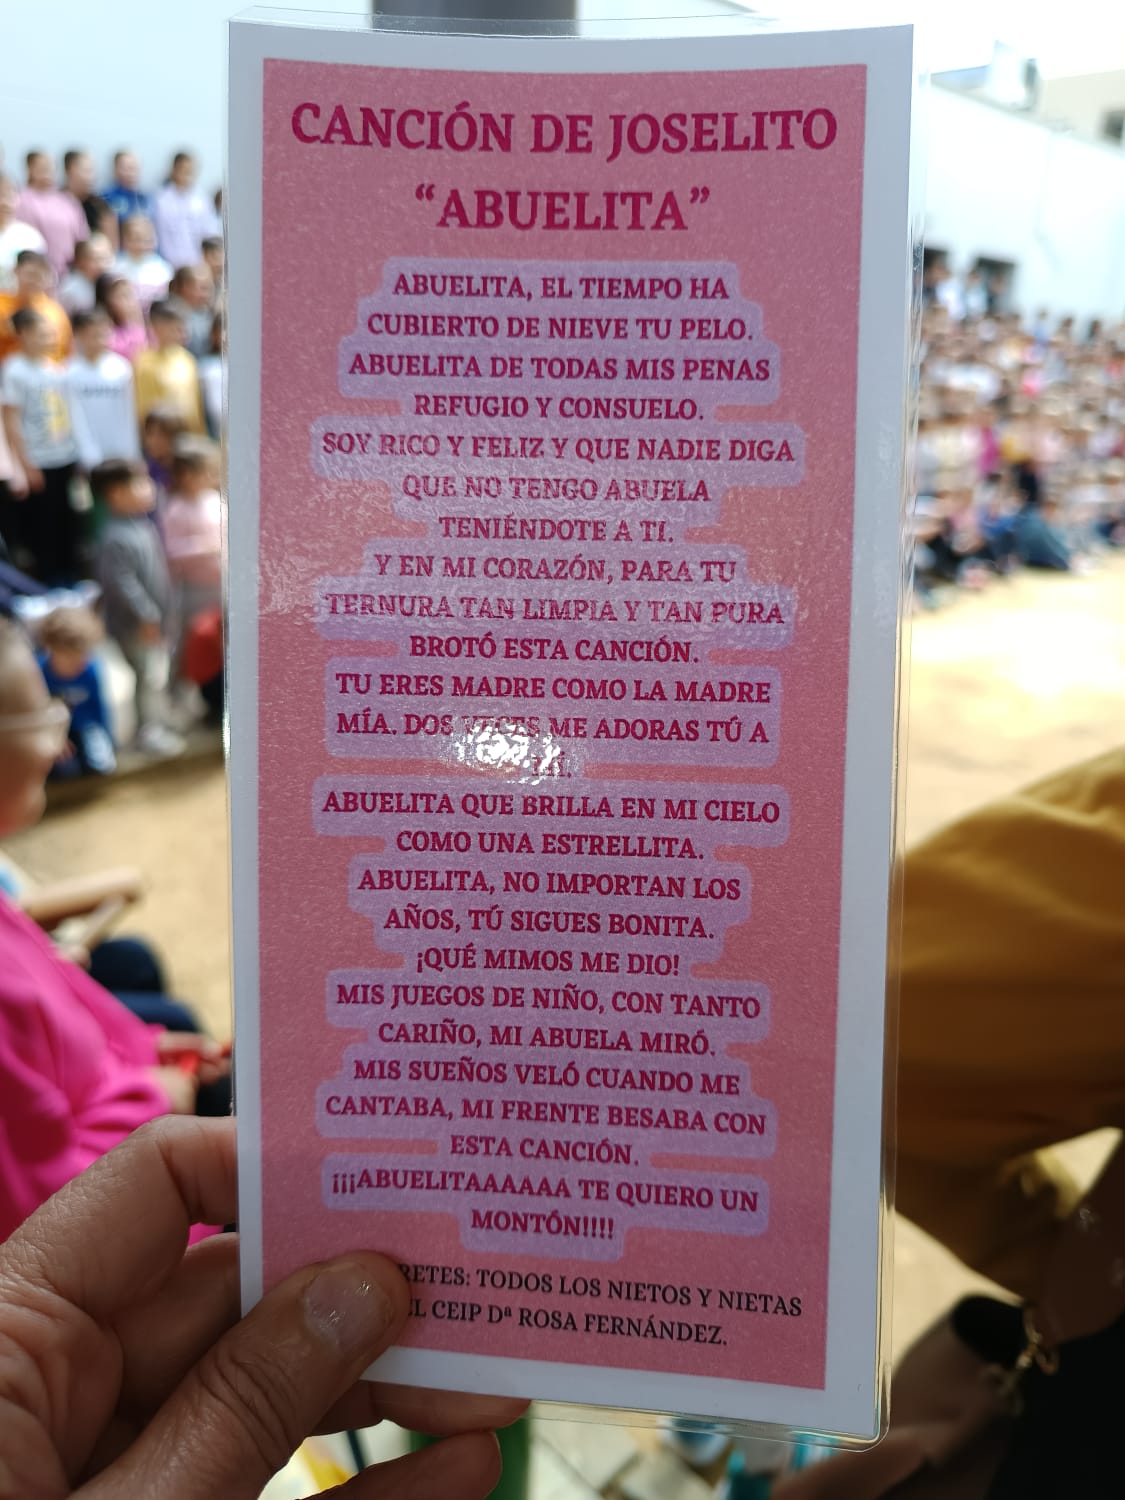 CANCIÓN DE JOSELITO
“ABUELITA”
ABUELITA, EL TIEMPO HA
CUBIERTO DE NIEVE TU PELO.
ABUELITA DE TODAS MIS PENAS
REFUGIO Y CONSUELO.
SOY RICO Y FELIZ Y QUE NADIE DIGA
QUE NO TENGO ABUELA
TENIÉNDOTE A TI.
Y EN MI CORAZÓN, PARA TU
TERNURA TAN LIMPIA Y TAN PURA
BROTÓ ESTA CANCIÓN.
TU ERES MADRE COMO LA MADRE
MÍA. DOS VECES ME ADORAS TÚ A
MÍ.
ABUELITA QUE BRILLA EN MI CIELO
COMO UNA ESTRELLITA.
ABUELITA, NO IMPORTAN LOS
AÑOS, TÚ SIGUES BONITA.
¡QUÉ MIMOS ME DIO!
MIS JUEGOS DE NIÑO, CON TANTO
CARIÑO, MI ABUELA MIRÓ.
MIS SUEÑOS VELÓ CUANDO ME
CANTABA, MI FRENTE BESABA CON
ESTA CANCIÓN.
¡¡¡ABUELITAAAAAA TE QUIERO UN
MONTÓN!!!!
RETES: TODOS LOS NIETOS Y NIETAS
L CEIP Dª ROSA FERNÁNDEZ.